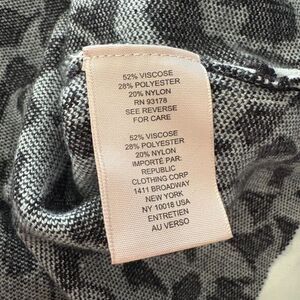 52% VISCOSE
28% POLYESTER
20% NYLON
RN 93178
SEE REVERSE
FOR CARE
52% VISCOSE
28% POLYESTER
20% NYLON
IMPORTÉ PAR:
REPUBLIC
CLOTHING CORP
1411 BROADWAY
NEW YORK
NY 10018 USA
ENTRETIEN
AU VERSO